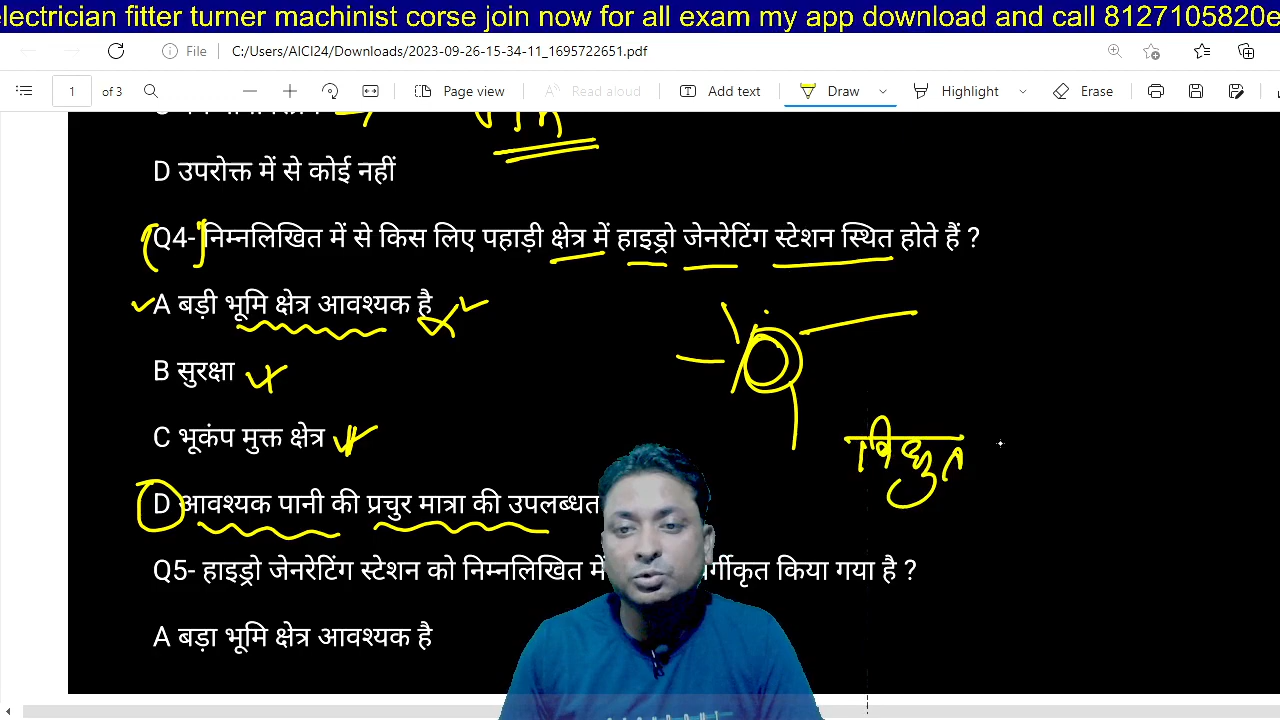 electrician fitter turner machinist corse join now for all exam my app download and call 8127105820e
File C:/Users/AICI24/Downloads/2023-09-26-15-34-11_1695722651.pdf
1 of 3 Page view Read aloud Add text Draw Highlight Erase
D उपरोक्त में से कोई नहीं
Q4- निम्नलिखित में से किस लिए पहाड़ी क्षेत्र में हाइड्रो जेनरेटिंग स्टेशन स्थित होते हैं ?
A बड़ी भूमि क्षेत्र आवश्यक है
B सुरक्षा
C भूकंप मुक्त क्षेत्र
विद्युत
D आवश्यक पानी की प्रचुर मात्रा की उपलब्धत
Q5- हाइड्रो जेनरेटिंग स्टेशन को निम्नलिखित में र्गीकृत किया गया है ?
A बड़ा भूमि क्षेत्र आवश्यक है